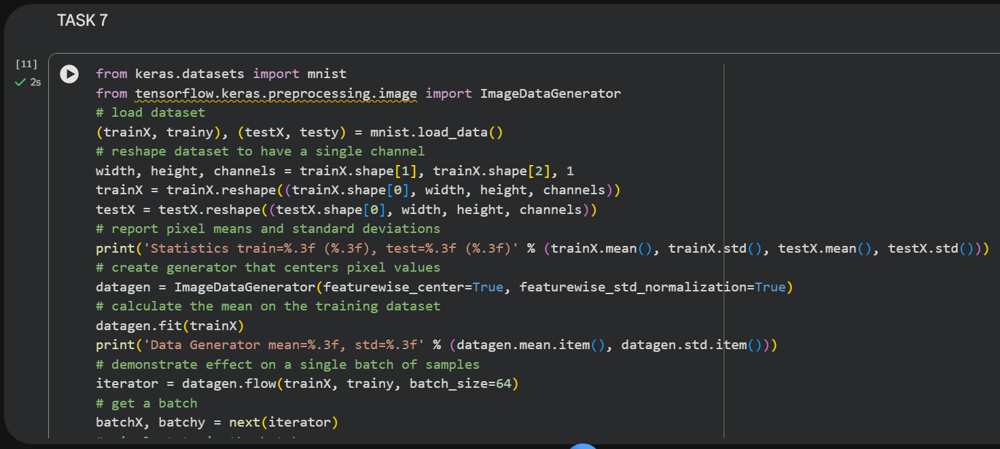 TASK 7
[11]
2s
from keras.datasets import mnist
from tensorflow.keras.preprocessing.image import ImageDataGenerator
# load dataset
(trainX, trainy), (testX, testy) = mnist.load_data()
# reshape dataset to have a single channel
width, height, channels = trainX.shape[1], trainX.shape[2], 1
trainX = trainX.reshape((trainX.shape[0], width, height, channels))
testX = testX.reshape((testX.shape[0], width, height, channels))
# report pixel means and standard deviations
print('Statistics train=%.3f (%.3f), test=%.3f (%.3f)' % (trainX.mean(), trainX.std(), testX.mean(), testX.std()))
# create generator that centers pixel values
datagen = ImageDataGenerator(featurewise_center=True, featurewise_std_normalization=True)
# calculate the mean on the training dataset
datagen.fit(trainX)
print('Data Generator mean=%.3f, std=%.3f' % (datagen.mean.item(), datagen.std.item()))
# demonstrate effect on a single batch of samples
iterator = datagen.flow(trainX, trainy, batch_size=64)
# get a batch
batchX, batchy = next(iterator)